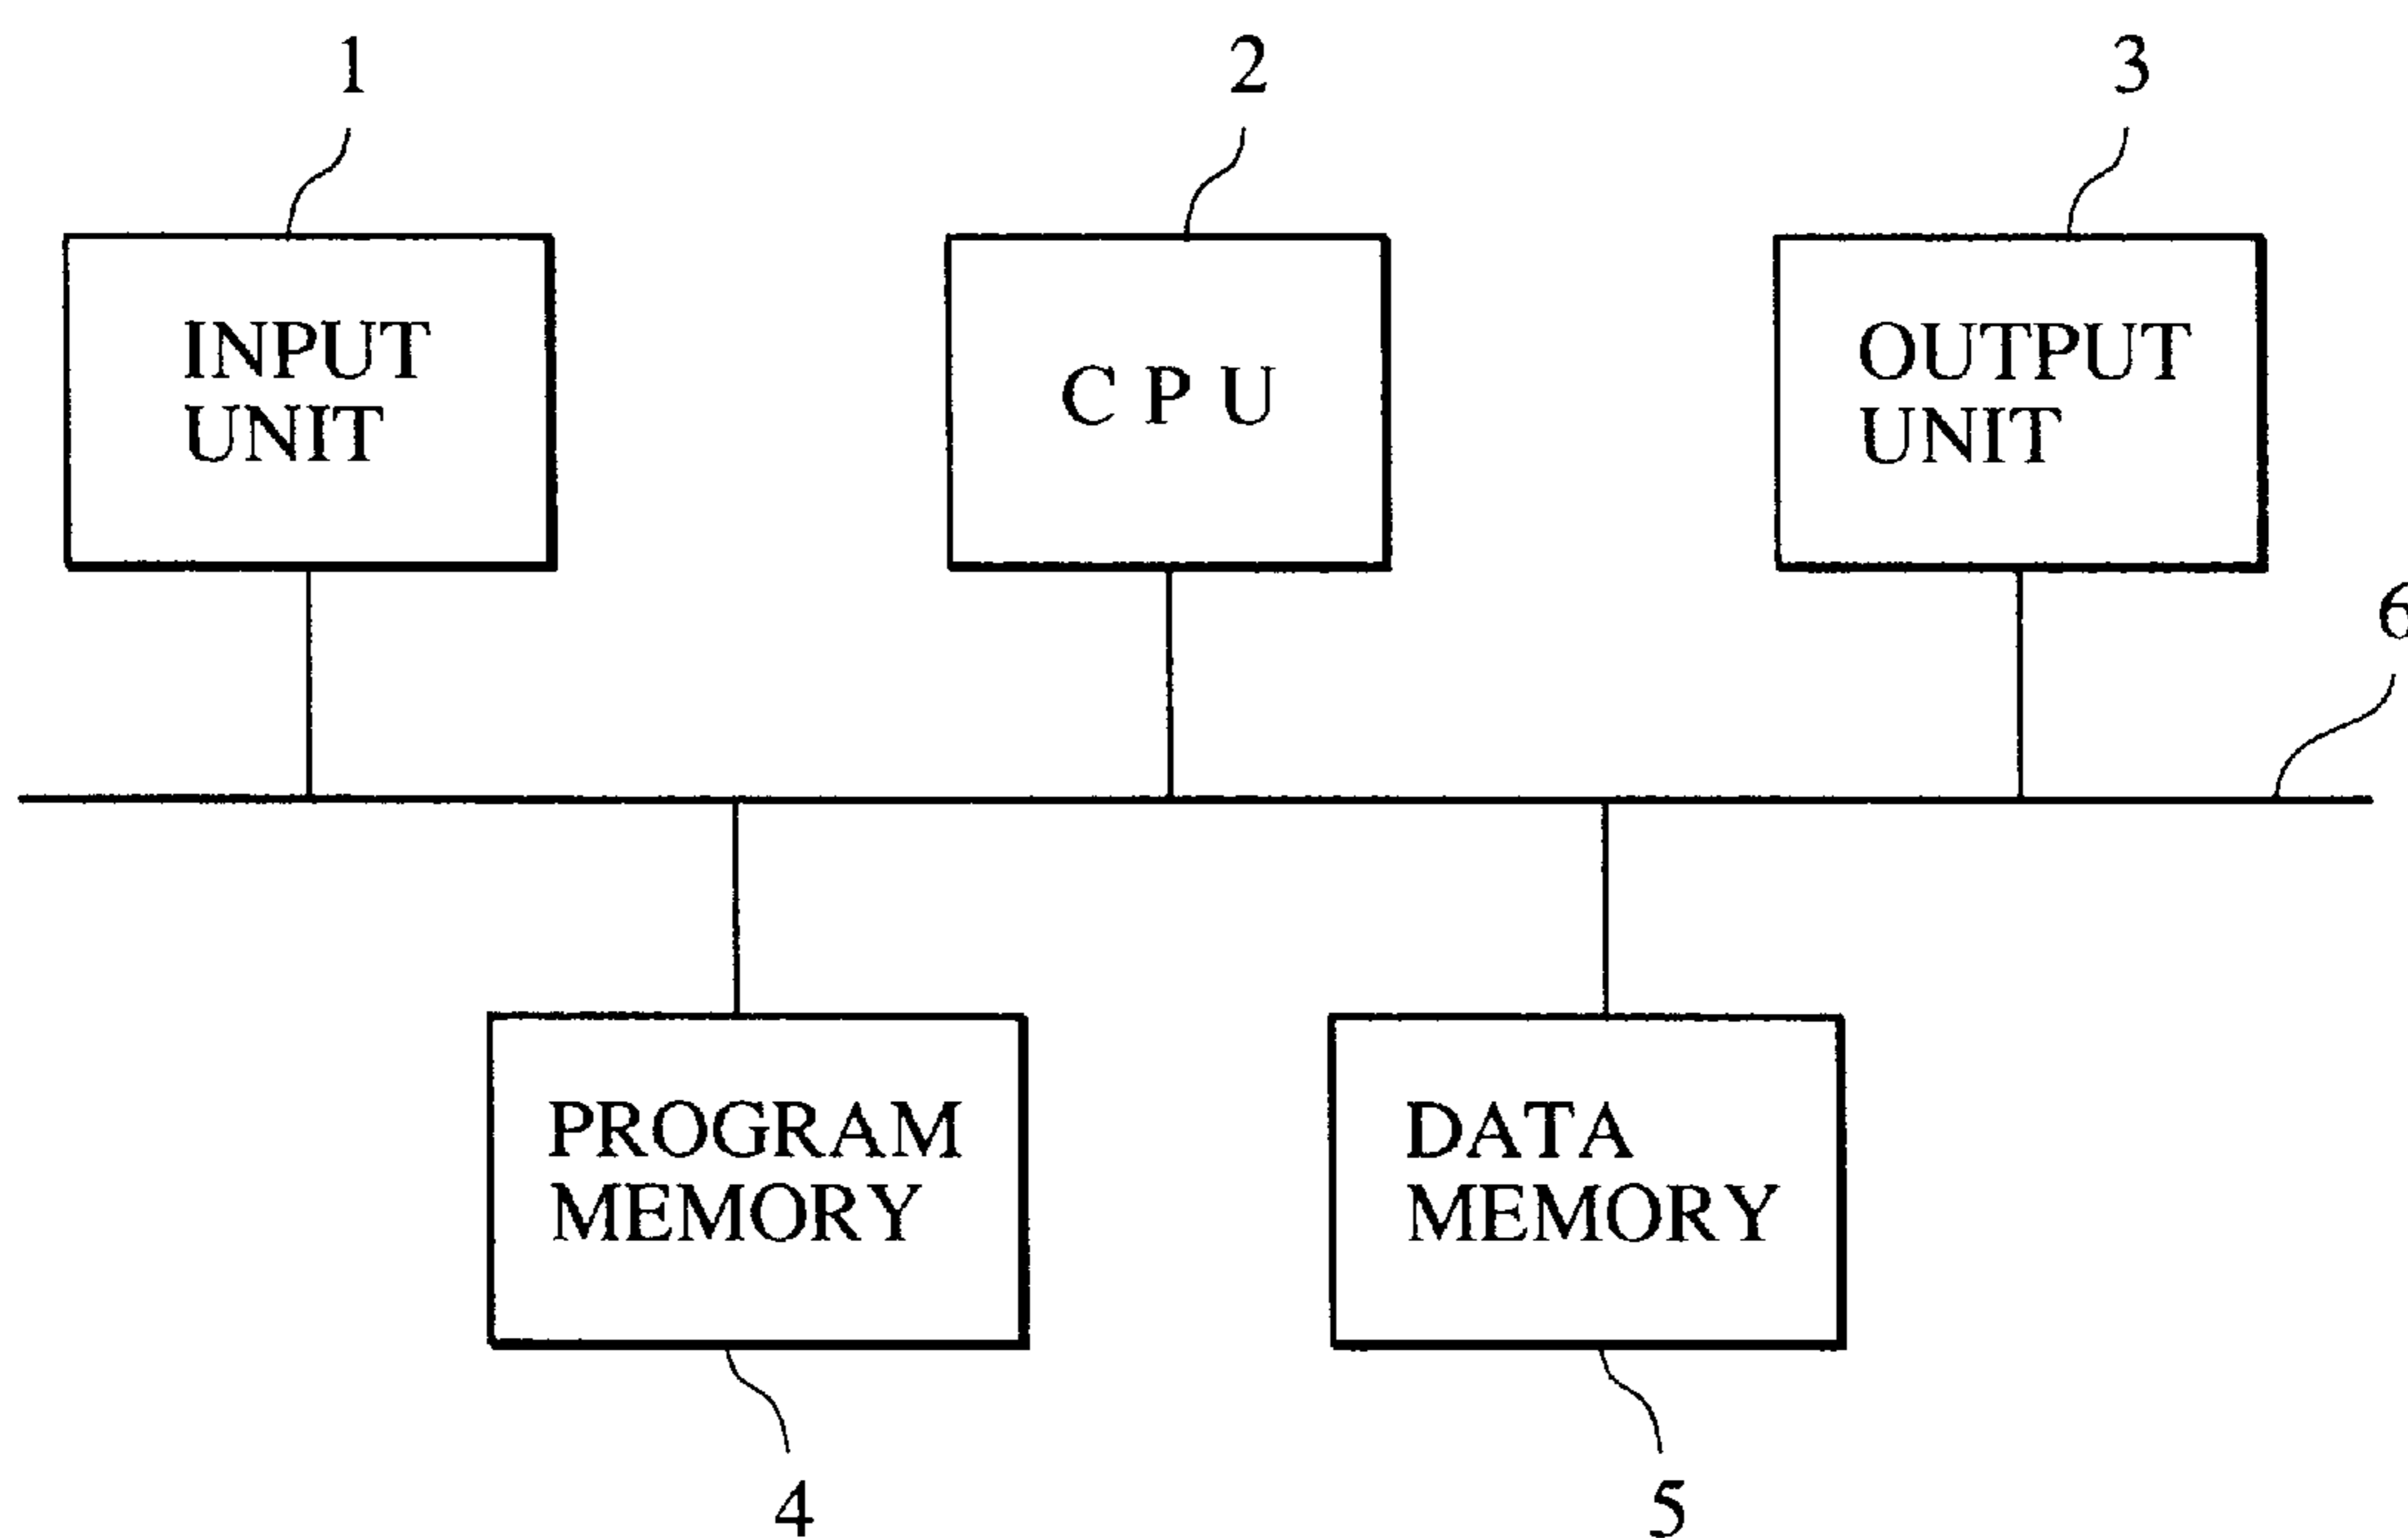 1
2
3
INPUT
UNIT
C P U
OUTPUT
UNIT
6
PROGRAM
MEMORY
DATA
MEMORY
4
5